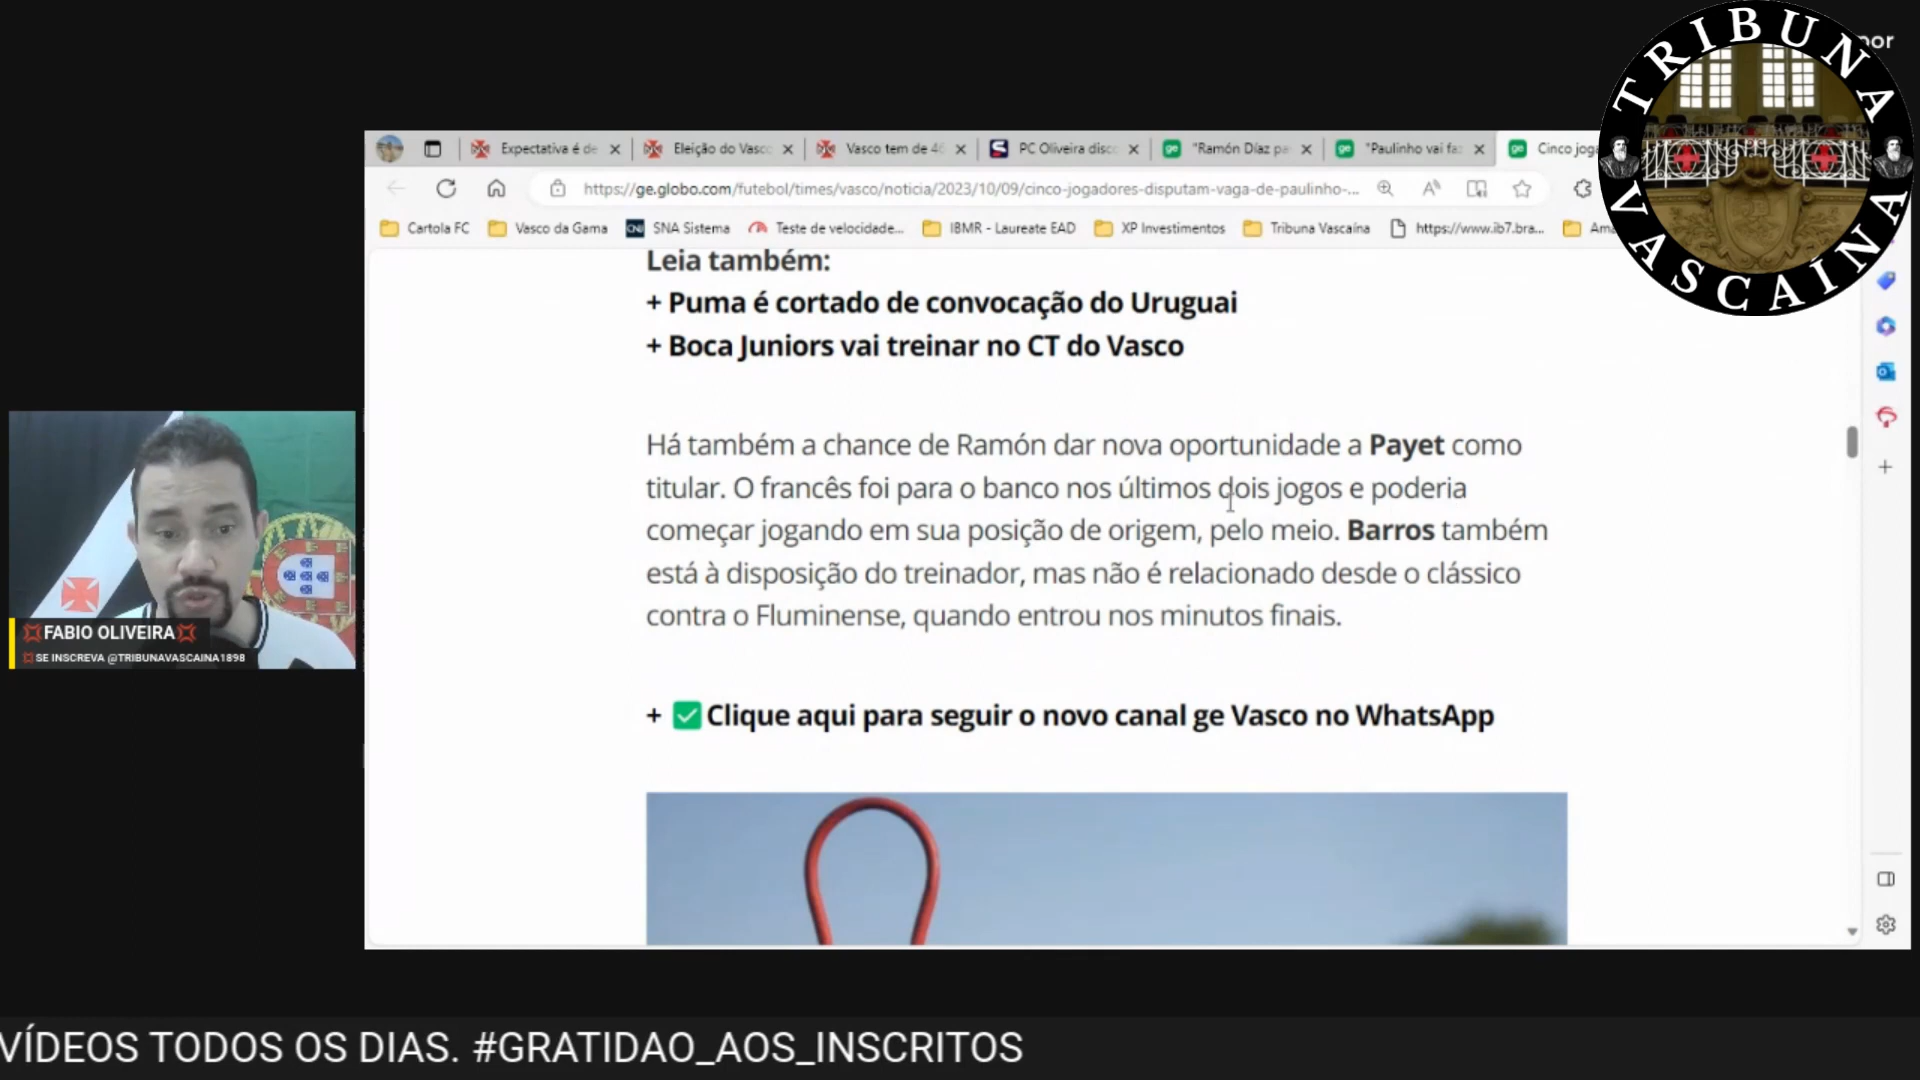 TRIBUNA
VASCAÍNA
por
Expectativa é de
Eleição do Vasc
Vasco tem de 4
PC Oliveira disc
"Ramón Díaz pe
"Paulinho vai fa
Cinco jog
https://ge.globo.com/futebol/times/vasco/noticia/2023/10/09/cinco-jogadores-disputam-vaga-de-paulinho-...
Cartola FC
Vasco da Gama
SNA Sistema
Teste de velocidade...
IBMR - Laureate EAD
XP Investimentos
Tribuna Vascaína
https://www.ib7.bra...
Leia também:
+ Puma é cortado de convocação do Uruguai
+ Boca Juniors vai treinar no CT do Vasco
Há também a chance de Ramón dar nova oportunidade a Payet como
titular. O francês foi para o banco nos últimos dois jogos e poderia
começar jogando em sua posição de origem, pelo meio. Barros também
está à disposição do treinador, mas não é relacionado desde o clássico
contra o Fluminense, quando entrou nos minutos finais.
+ ✅Clique aqui para seguir o novo canal ge Vasco no WhatsApp
💢FABIO OLIVEIRA💢
💢SE INSCREVA @TRIBUNAVASCAINA1898
VÍDEOS TODOS OS DIAS. #GRATIDAO_AOS_INSCRITOS